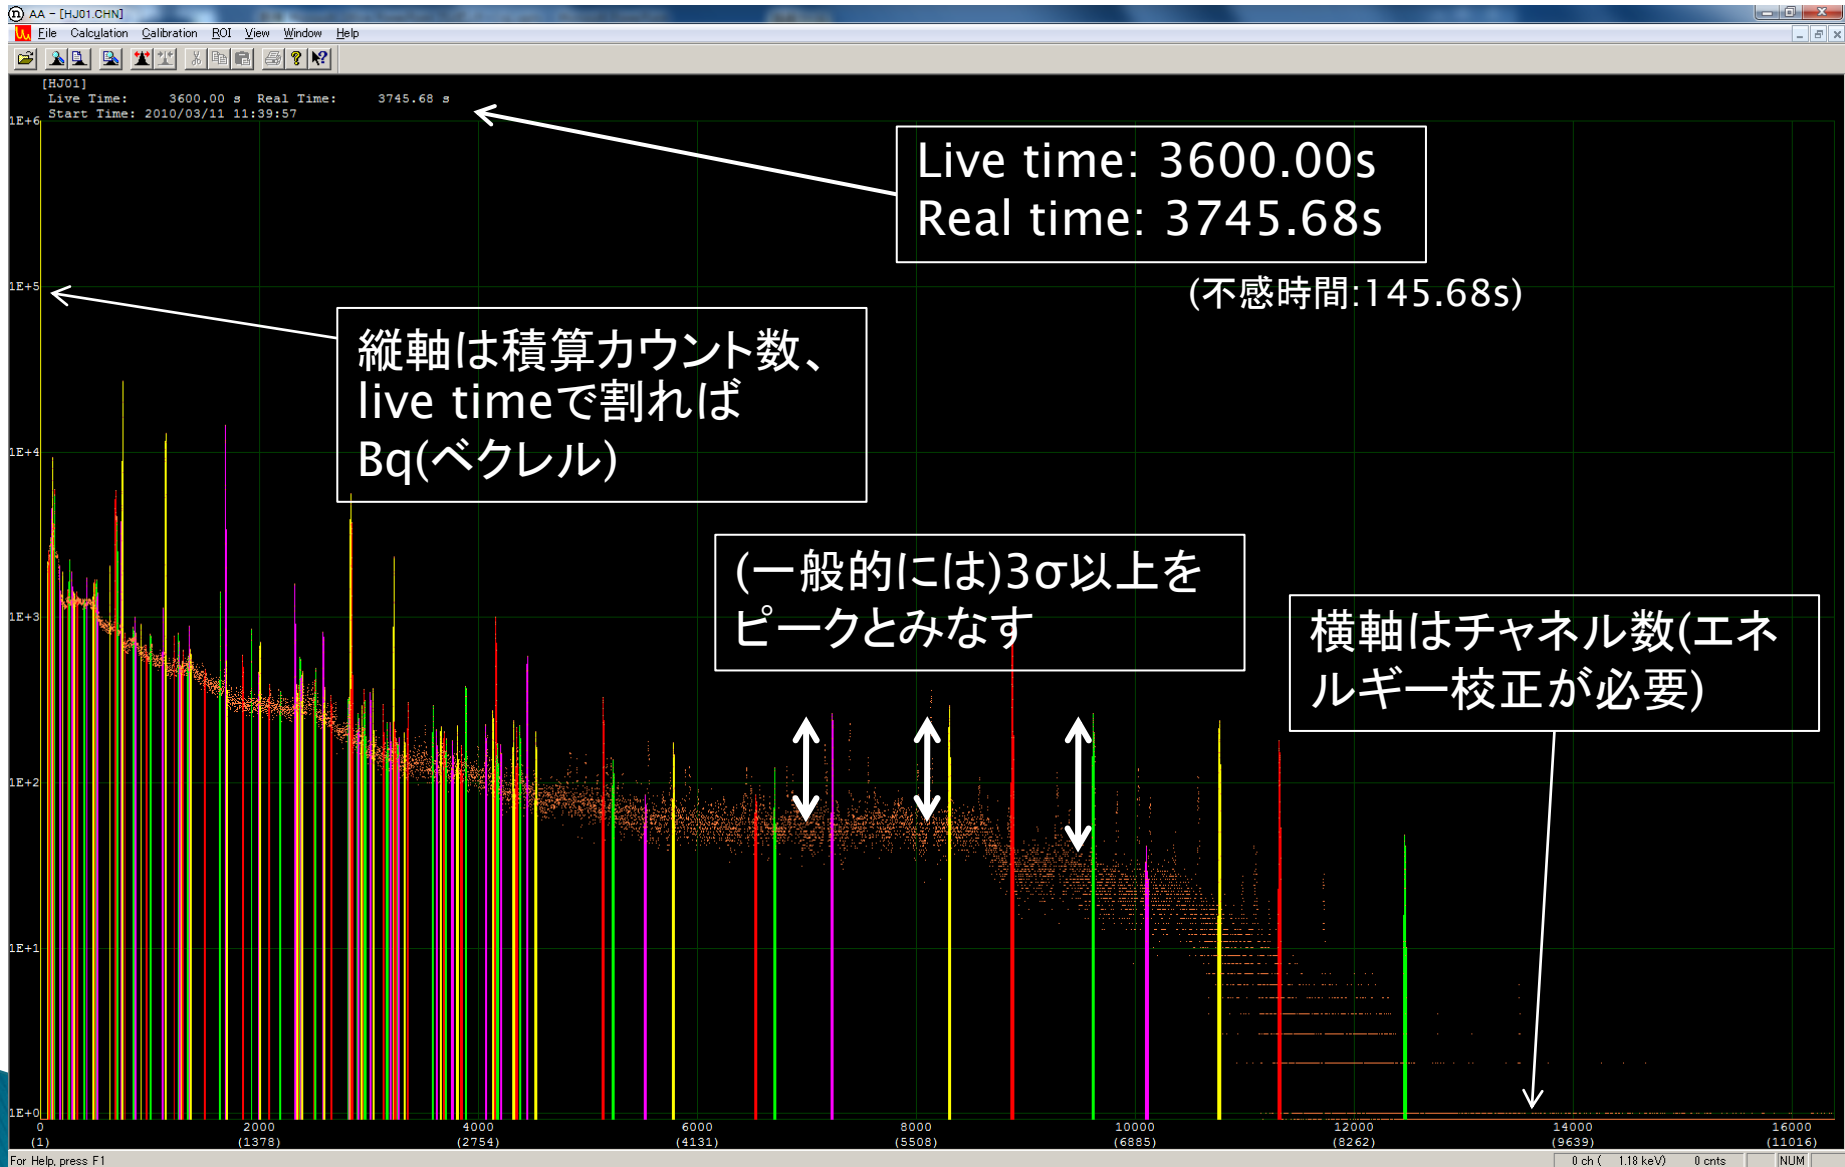 AA - [HJ01.CHN]
File Calculation Calibration ROI View Window Help
[HJ01]
Live Time: 3600.00 s Real Time: 3745.68 s
Start Time: 2010/03/11 11:39:57
1E+6
Live time: 3600.00s
Real time: 3745.68s
(不感時間:145.68s)
1E+5
縦軸は積算カウント数、
live timeで割れば
Bq(ベクレル)
1E+4
(一般的には)3σ以上を
ピークとみなす
1E+3
横軸はチャネル数(エネ
ルギー校正が必要)
1E+2
1E+1
1E+0
0 2000 4000 6000 8000 10000 12000 14000 16000
(1) (1378) (2754) (4131) (5508) (6885) (8262) (9639) (11016)
For Help, press F1
0 ch ( 1.18 keV) 0 cnts NUM